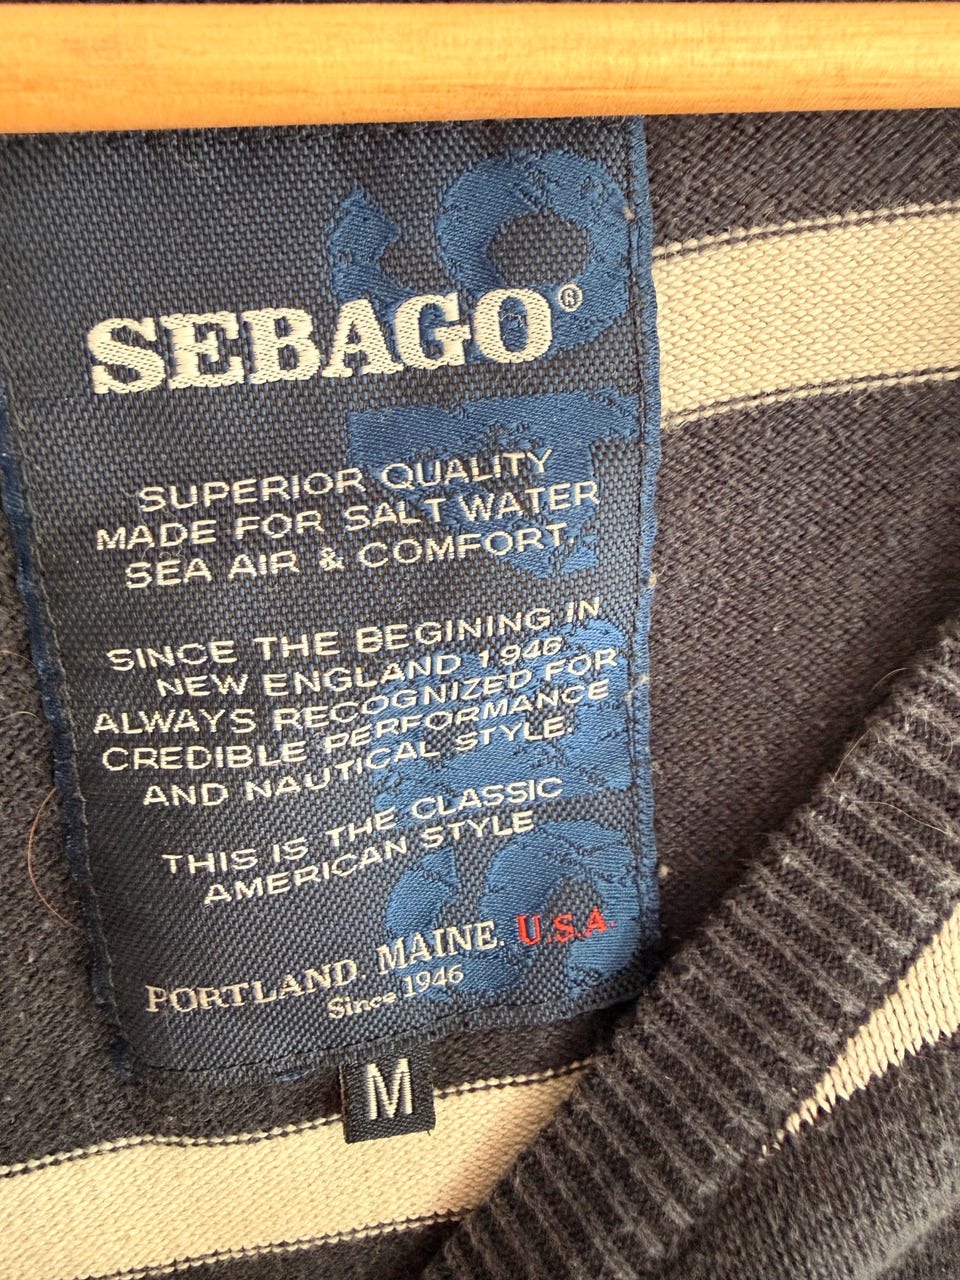 SEBAGO®
SUPERIOR QUALITY
MADE FOR SALT WATER
SEA AIR & COMFORT.
SINCE THE BEGINING IN
NEW ENGLAND 1946
ALWAYS RECOGNIZED FOR
CREDIBLE PERFORMANCE
AND NAUTICAL STYLE.
THIS IS THE CLASSIC
AMERICAN STYLE
PORTLAND. MAINE. U.S.A.
Since 1946
M